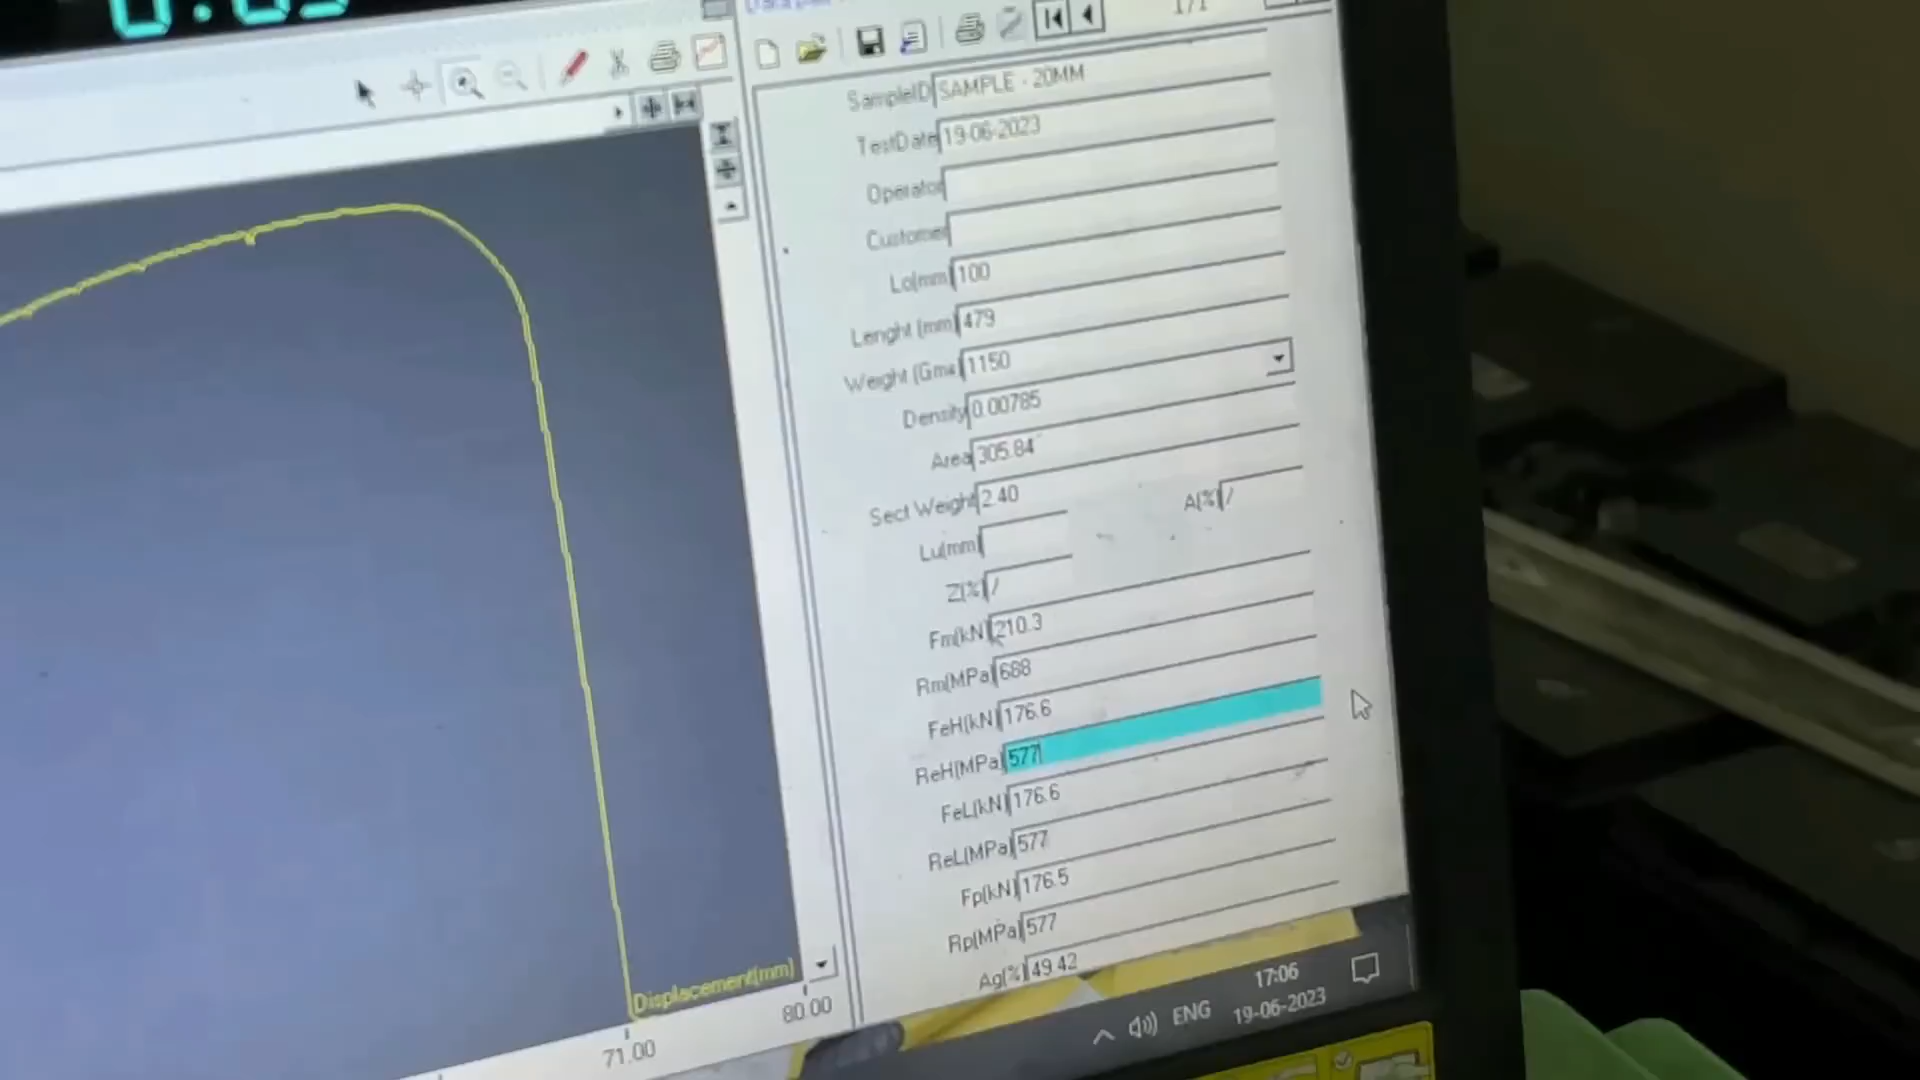 171
SampleID SAMPLE - 20MM
TestDate 19-06-2023
Operator
Customer
Lo(mm) 100
Lenght (mm) 479
Weight (Gms) 1150
Density 0.00785
Area 305.84
Sect Weight 2.40
A(%) /
Lu(mm)
Z(%) /
Fm(kN) 210.3
Rm(MPa) 688
FeH(kN) 176.6
ReH(MPa) 577
FeL(kN) 176.6
ReL(MPa) 577
Fp(kN) 176.5
Rp(MPa) 577
Ag(%) 49.42
Displacement(mm)
71.00
80.00
17:06
ENG
19-06-2023